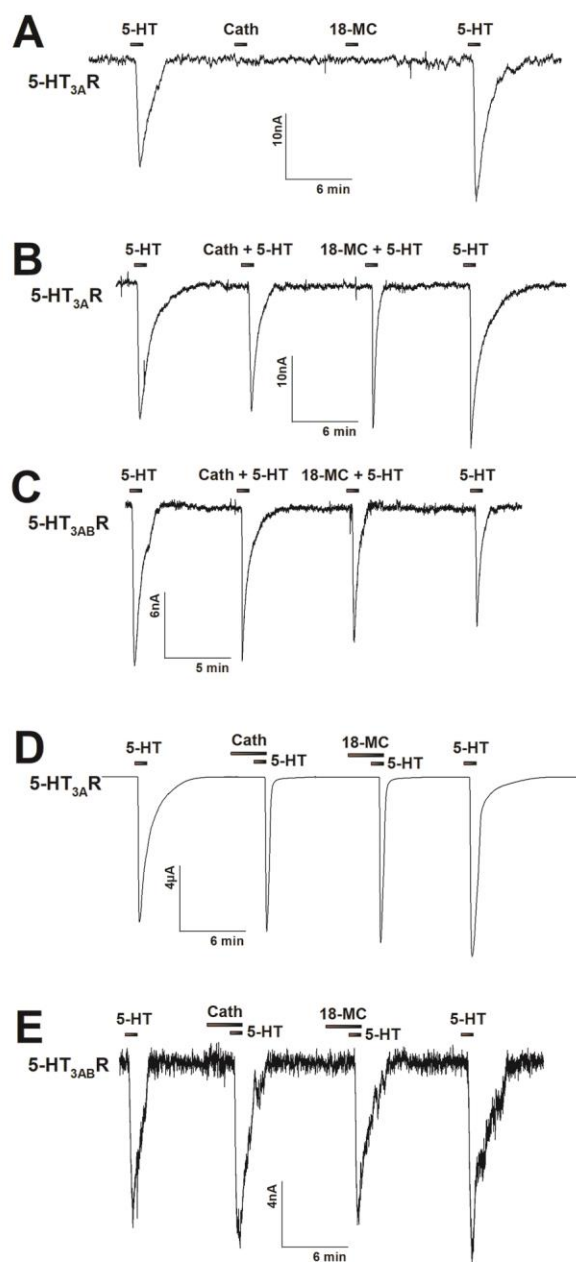 A
5-HT Cath 18-MC 5-HT
5-HT3AR
10nA
6 min
B
5-HT Cath + 5-HT 18-MC + 5-HT 5-HT
5-HT3AR
10nA
6 min
C
5-HT Cath + 5-HT 18-MC + 5-HT 5-HT
5-HT3ABR
6nA
5 min
D
Cath 18-MC
5-HT 5-HT 5-HT 5-HT
5-HT3AR
4µA
6 min
E
Cath 18-MC
5-HT 5-HT 5-HT 5-HT
5-HT3ABR
4nA
6 min